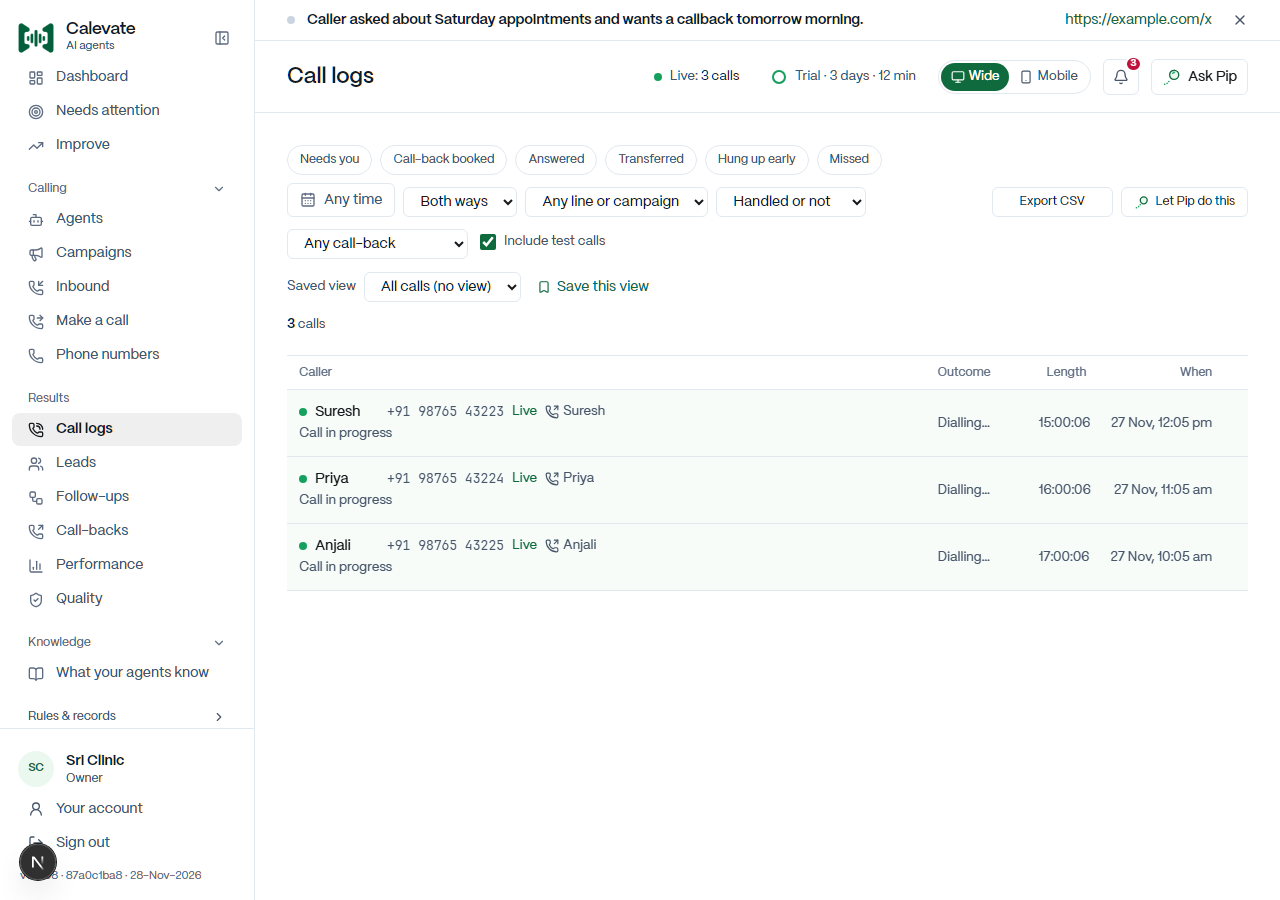 Calevate
AI agents
Dashboard
Needs attention
Improve
Calling
Agents
Campaigns
Inbound
Make a call
Phone numbers
Results
Call logs
Leads
Follow-ups
Call-backs
Performance
Quality
Knowledge
What your agents know
Rules & records
SC
Sri Clinic
Owner
Your account
Sign out
N
· 87a0c1ba8 · 28-Nov-2026
Caller asked about Saturday appointments and wants a callback tomorrow morning.
https://example.com/x
Call logs
Live: 3 calls
Trial · 3 days · 12 min
Wide
Mobile
3
Ask Pip
Needs you
Call-back booked
Answered
Transferred
Hung up early
Missed
Any time
Both ways
Any line or campaign
Handled or not
Export CSV
Let Pip do this
Any call-back
Include test calls
Saved view
All calls (no view)
Save this view
3 calls
Caller Outcome Length When
Suresh +91 98765 43223 Live Suresh
Call in progress
Dialling... 15:00:06 27 Nov, 12:05 pm
Priya +91 98765 43224 Live Priya
Call in progress
Dialling... 16:00:06 27 Nov, 11:05 am
Anjali +91 98765 43225 Live Anjali
Call in progress
Dialling... 17:00:06 27 Nov, 10:05 am